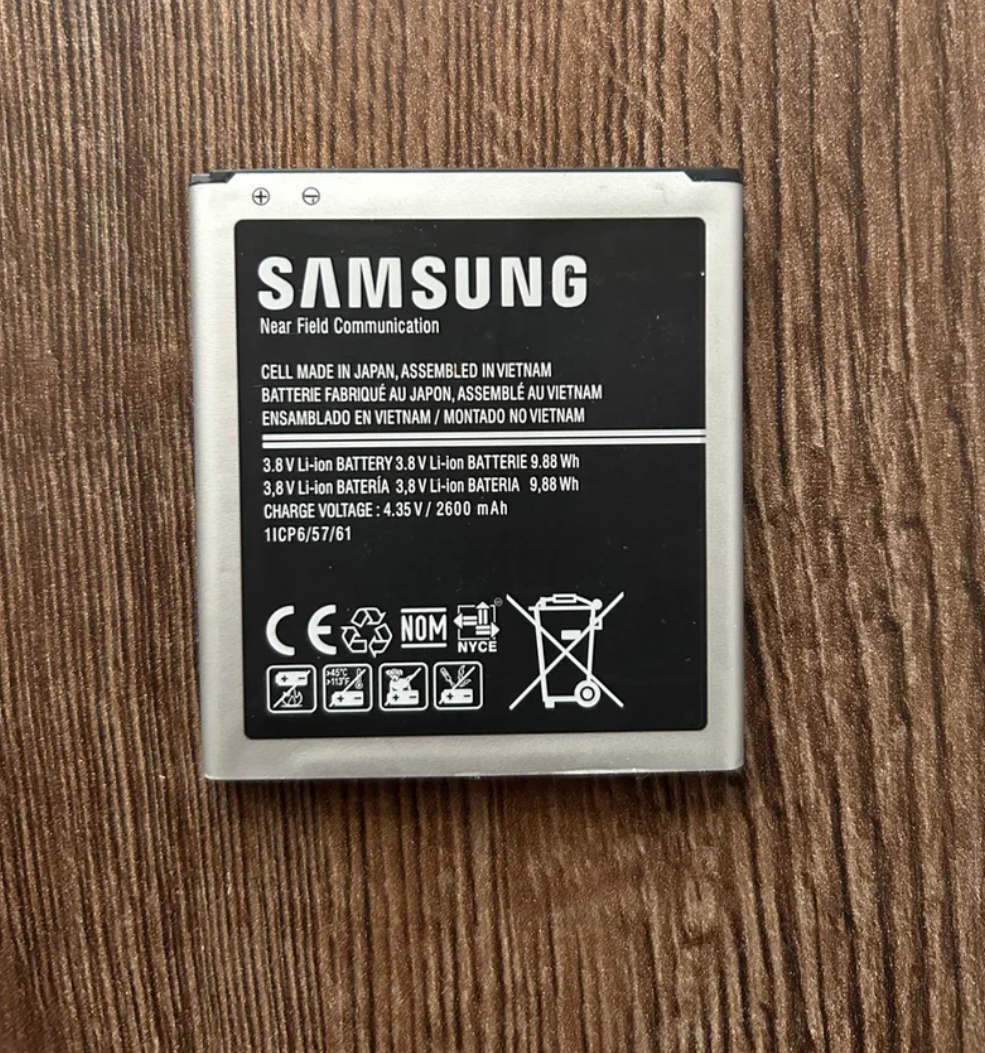 SAMSUNG
Near Field Communication
CELL MADE IN JAPAN, ASSEMBLED IN VIETNAM
BATTERIE FABRIQUÉ AU JAPON, ASSEMBLÉ AU VIETNAM
ENSAMBLADO EN VIETNAM / MONTADO NO VIETNAM
3.8 V Li-ion BATTERY 3.8 V Li-ion BATTERIE 9.88 Wh
3,8 V Li-ion BATERÍA 3,8 V Li-ion BATERIA 9,88 Wh
CHARGE VOLTAGE : 4.35 V / 2600 mAh
1ICP6/57/61
CE NOM NYCE
>45°C
>113°F